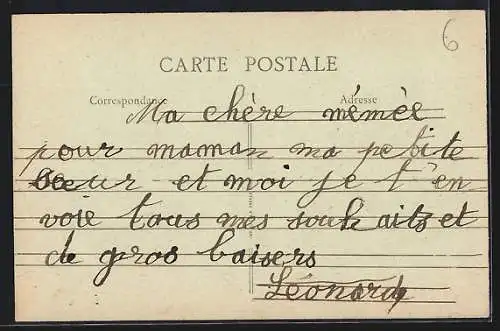 6
CARTE POSTALE
Correspondance Adresse
Ma chère mémée
pour maman ma petite
sœur et moi je t'en
voie tous mes souhaits et
de gros baisers
Léonard